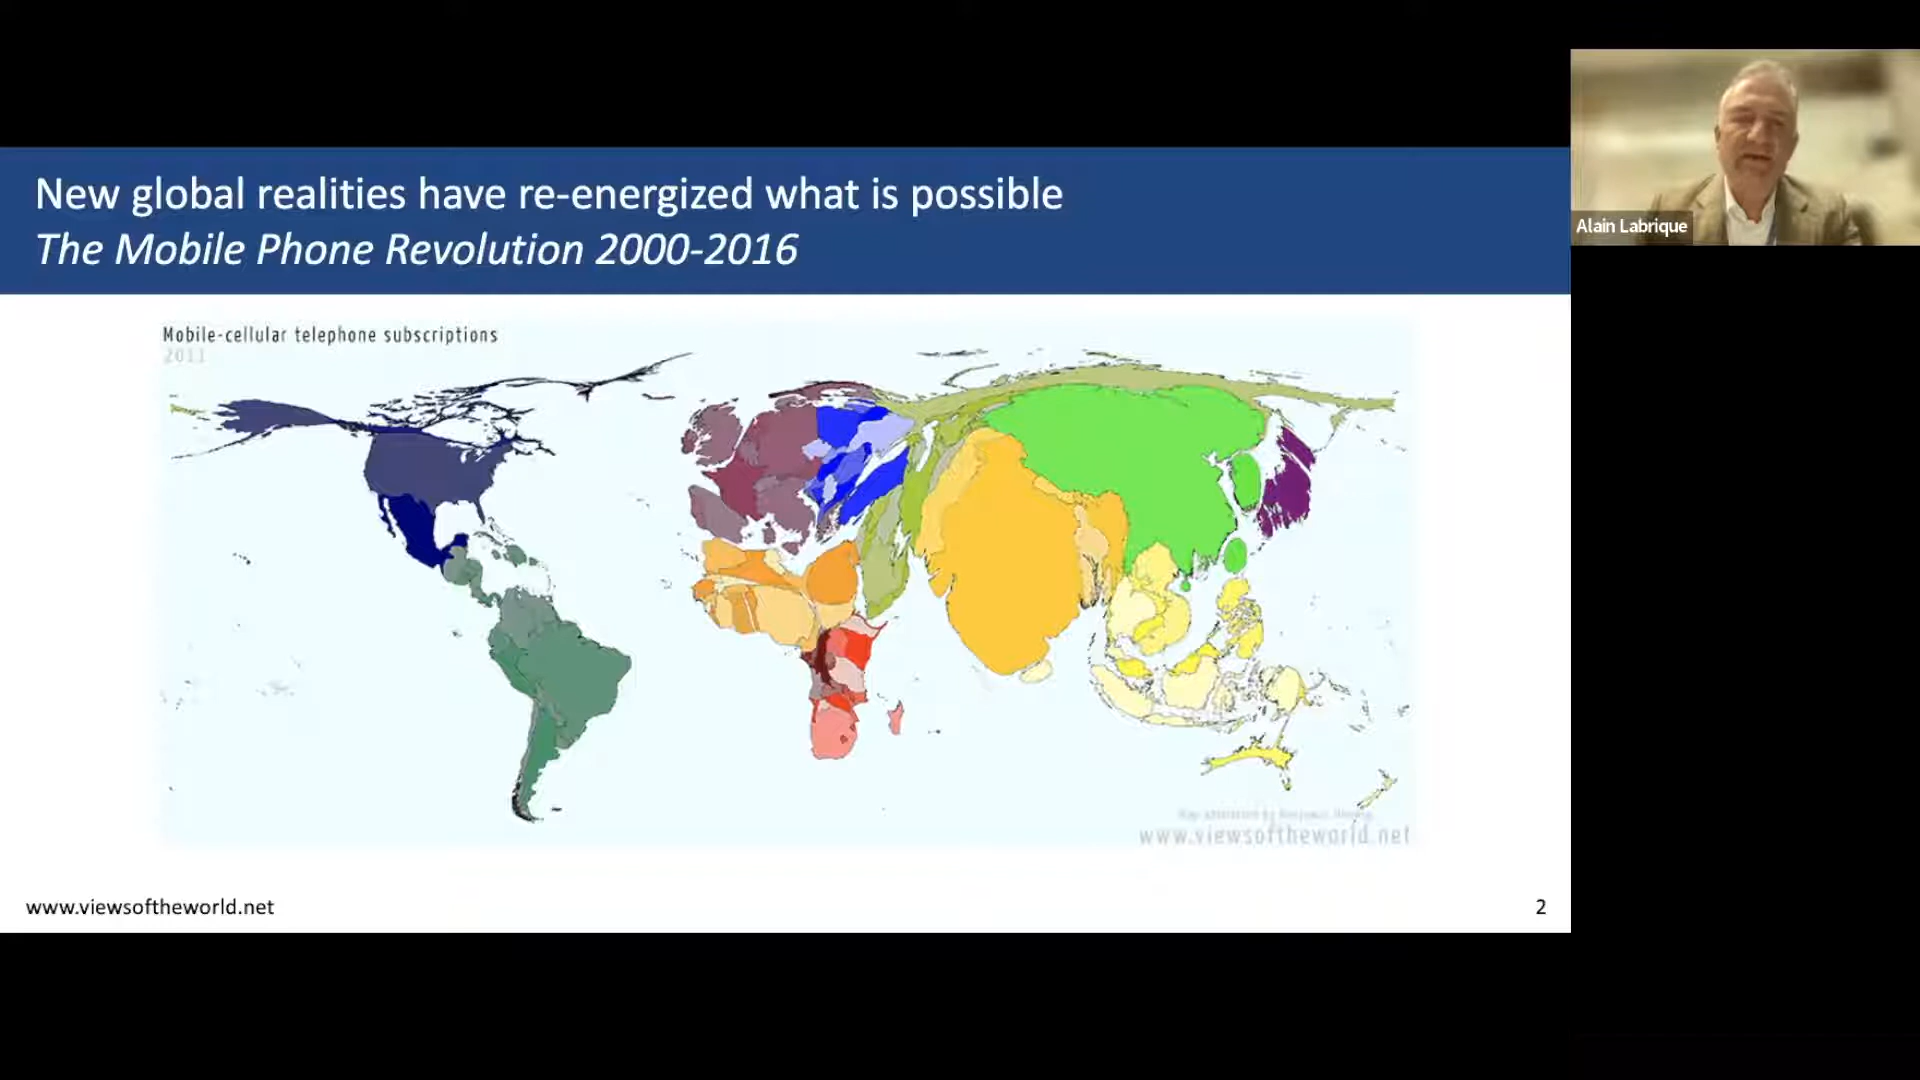 New global realities have re-energized what is possible
The Mobile Phone Revolution 2000-2016
Alain Labrique
Mobile-cellular telephone subscriptions
2011
www.viewsoftheworld.net
www.viewsoftheworld.net
2